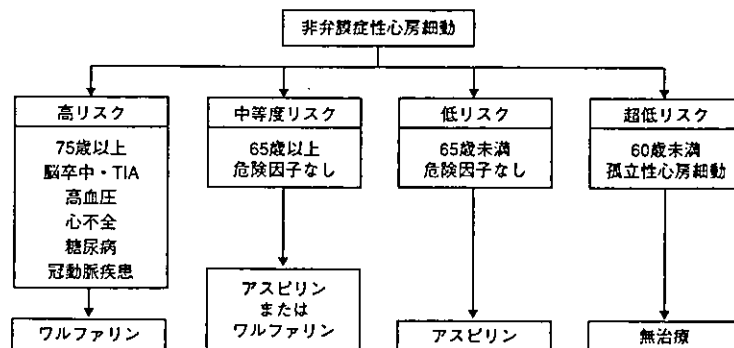 非弁膜症性心房細動
高リスク
75歳以上
脳卒中・TIA
高血圧
心不全
糖尿病
冠動脈疾患
ワルファリン
中等度リスク
65歳以上
危険因子なし
アスピリン
または
ワルファリン
低リスク
65歳未満
危険因子なし
アスピリン
超低リスク
60歳未満
孤立性心房細動
無治療